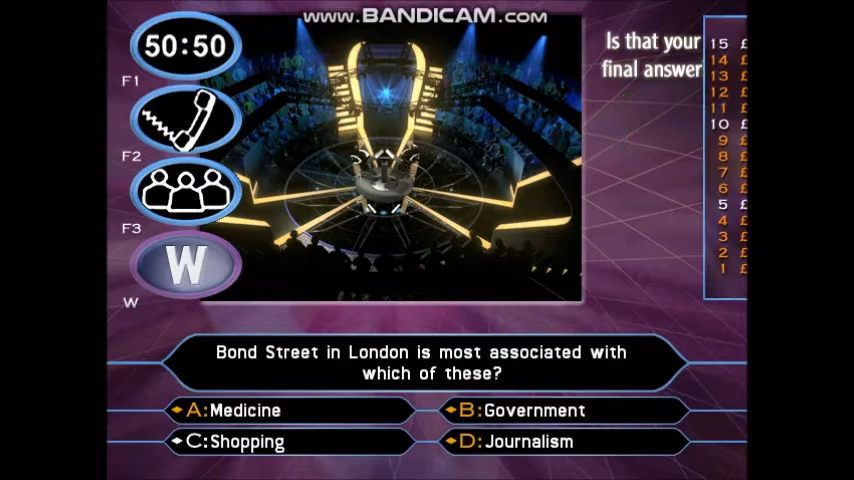 www.BANDICAM.com
50:50
F1
F2
F3
W
W
Is that your
final answer
15 £
14 £
13 £
12 £
11 £
10 £
9 £
8 £
7 £
6 £
5 £
4 £
3 £
2 £
1 £
Bond Street in London is most associated with
which of these?
A:Medicine
B:Government
C:Shopping
D:Journalism